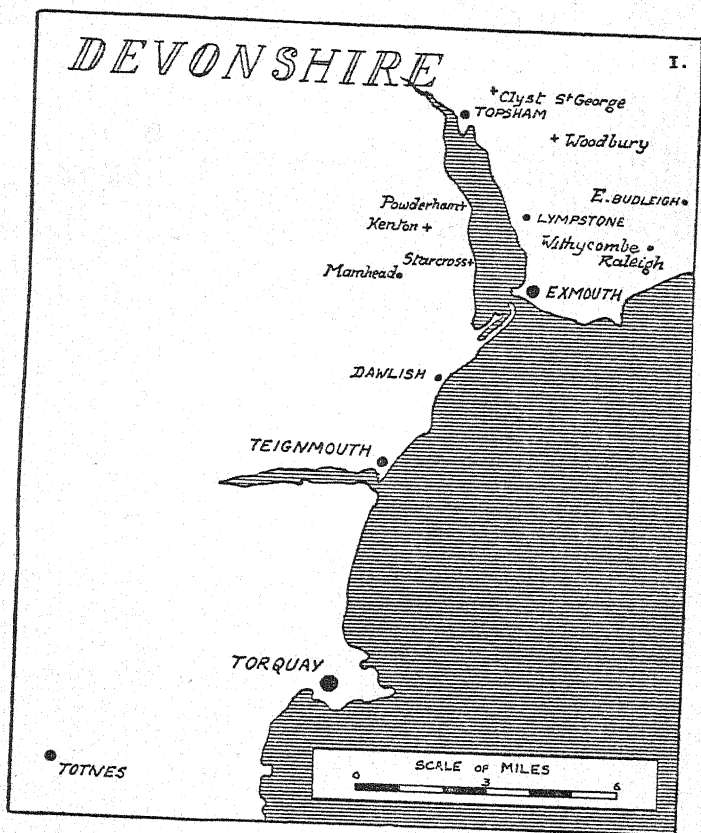 DEVONSHIRE
I.
Clyst St George
TOPSHAM
Woodbury
E. BUDLEIGH
Powderham
LYMPSTONE
Kenton
Withycombe
Raleigh
Starcross
Mamhead
EXMOUTH
DAWLISH
TEIGNMOUTH
TORQUAY
TOTNES
SCALE OF MILES
0 3 6